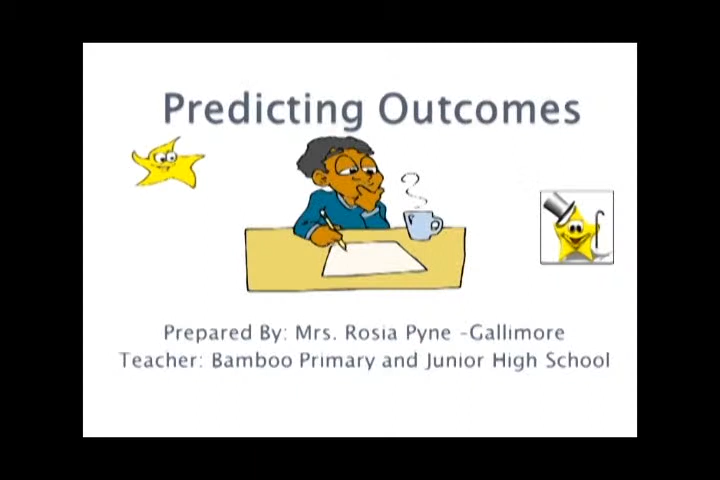 Predicting Outcomes
Prepared By: Mrs. Rosia Pyne -Gallimore
Teacher: Bamboo Primary and Junior High School